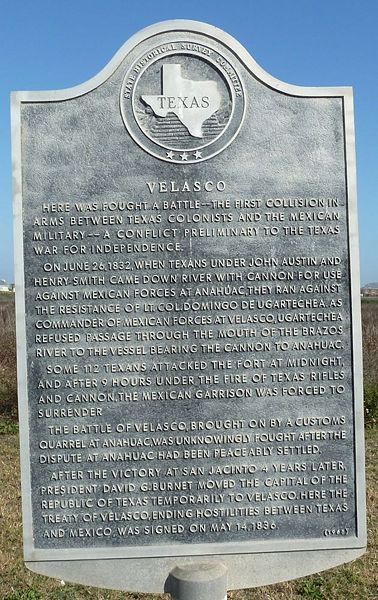 STATE HISTORICAL SURVEY COMMITTEE
TEXAS
VELASCO
HERE WAS FOUGHT A BATTLE--THE FIRST COLLISION IN
ARMS BETWEEN TEXAS COLONISTS AND THE MEXICAN
MILITARY--A CONFLICT PRELIMINARY TO THE TEXAS
WAR FOR INDEPENDENCE.
ON JUNE 26, 1832, WHEN TEXANS UNDER JOHN AUSTIN AND
HENRY SMITH CAME DOWN RIVER WITH CANNON FOR USE
AGAINST MEXICAN FORCES AT ANAHUAC, THEY RAN AGAINST
THE RESISTANCE OF LT. COL. DOMINGO DE UGARTECHEA. AS
COMMANDER OF MEXICAN FORCES AT VELASCO, UGARTECHEA
REFUSED PASSAGE THROUGH THE MOUTH OF THE BRAZOS
RIVER TO THE VESSEL BEARING THE CANNON TO ANAHUAC.
SOME 112 TEXANS ATTACKED THE FORT AT MIDNIGHT,
AND AFTER 9 HOURS UNDER THE FIRE OF TEXAS RIFLES
AND CANNON, THE MEXICAN GARRISON WAS FORCED TO
SURRENDER
THE BATTLE OF VELASCO, BROUGHT ON BY A CUSTOMS
QUARREL AT ANAHUAC, WAS UNKNOWINGLY FOUGHT AFTER THE
DISPUTE AT ANAHUAC HAD BEEN PEACEABLY SETTLED.
AFTER THE VICTORY AT SAN JACINTO 4 YEARS LATER,
PRESIDENT DAVID G. BURNET MOVED THE CAPITAL OF THE
REPUBLIC OF TEXAS TEMPORARILY TO VELASCO. HERE THE
TREATY OF VELASCO, ENDING HOSTILITIES BETWEEN TEXAS
AND MEXICO, WAS SIGNED ON MAY 14, 1836. (1965)